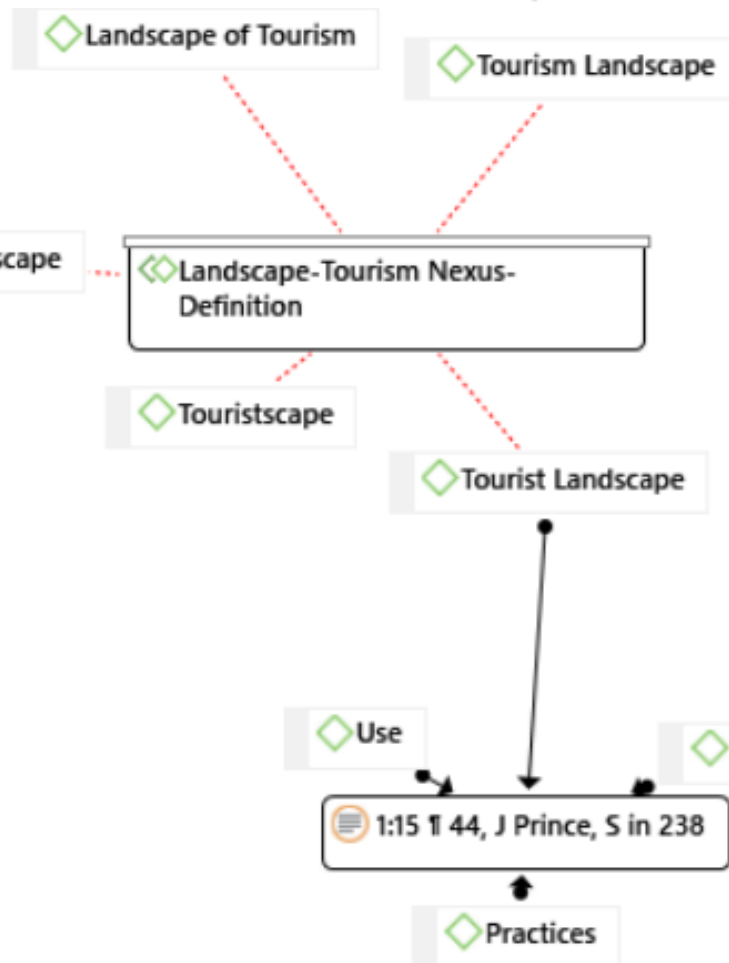 Landscape of Tourism
Tourism Landscape
scape
Landscape-Tourism Nexus-
Definition
Touristscape
Tourist Landscape
Use
1:15 ¶ 44, J Prince, S in 238
Practices